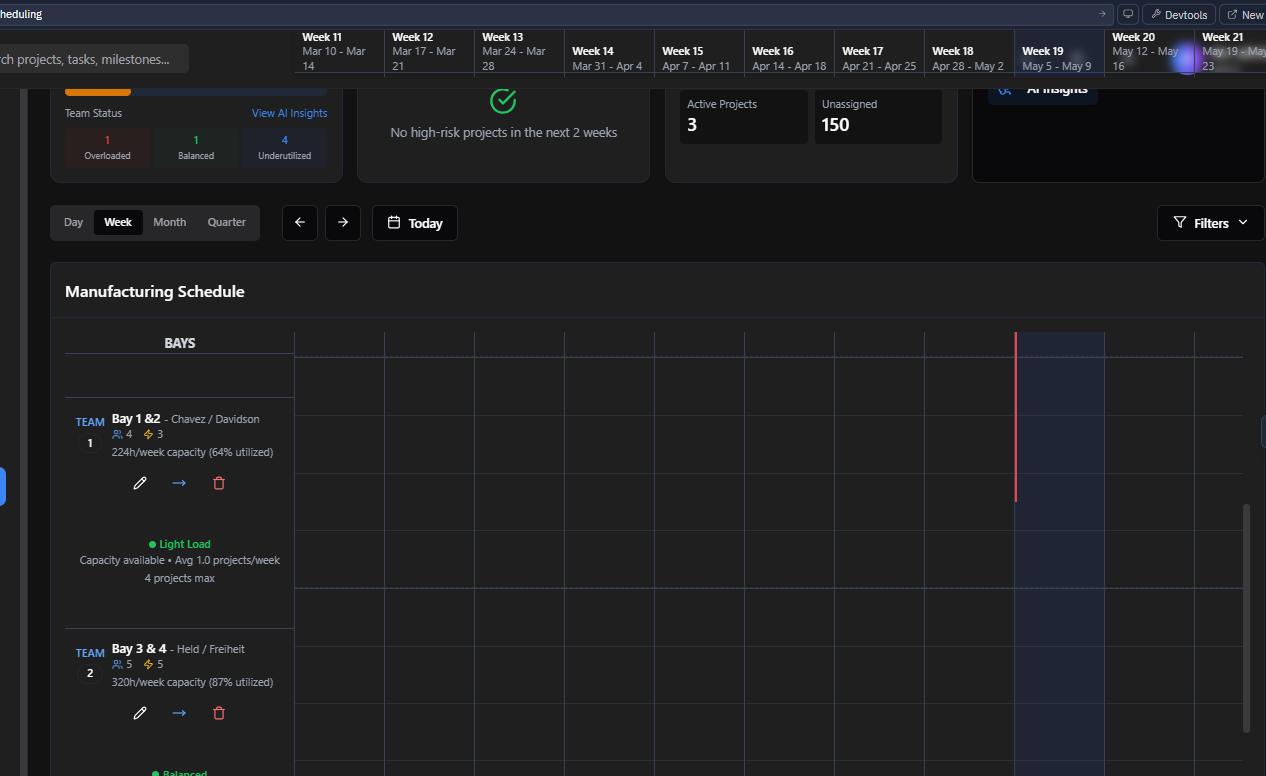 heduling
Devtools
New
rch projects, tasks, milestones...
Week 11
Mar 10 - Mar
14
Week 12
Mar 17 - Mar
21
Week 13
Mar 24 - Mar
28
Week 14
Mar 31 - Apr 4
Week 15
Apr 7 - Apr 11
Week 16
Apr 14 - Apr 18
Week 17
Apr 21 - Apr 25
Week 18
Apr 28 - May 2
Week 19
May 5 - May 9
Week 20
May 12 - May
16
Week 21
May 19 - May
23
Team Status
View AI Insights
1
Overloaded
1
Balanced
4
Underutilized
No high-risk projects in the next 2 weeks
Active Projects
3
Unassigned
150
AI Insights
Day
Week
Month
Quarter
Today
Filters
Manufacturing Schedule
BAYS
TEAM
1
Bay 1 &2 - Chavez / Davidson
4 3
224h/week capacity (64% utilized)
Light Load
Capacity available • Avg 1.0 projects/week
4 projects max
TEAM
2
Bay 3 & 4 - Held / Freiheit
5 5
320h/week capacity (87% utilized)
Balanced